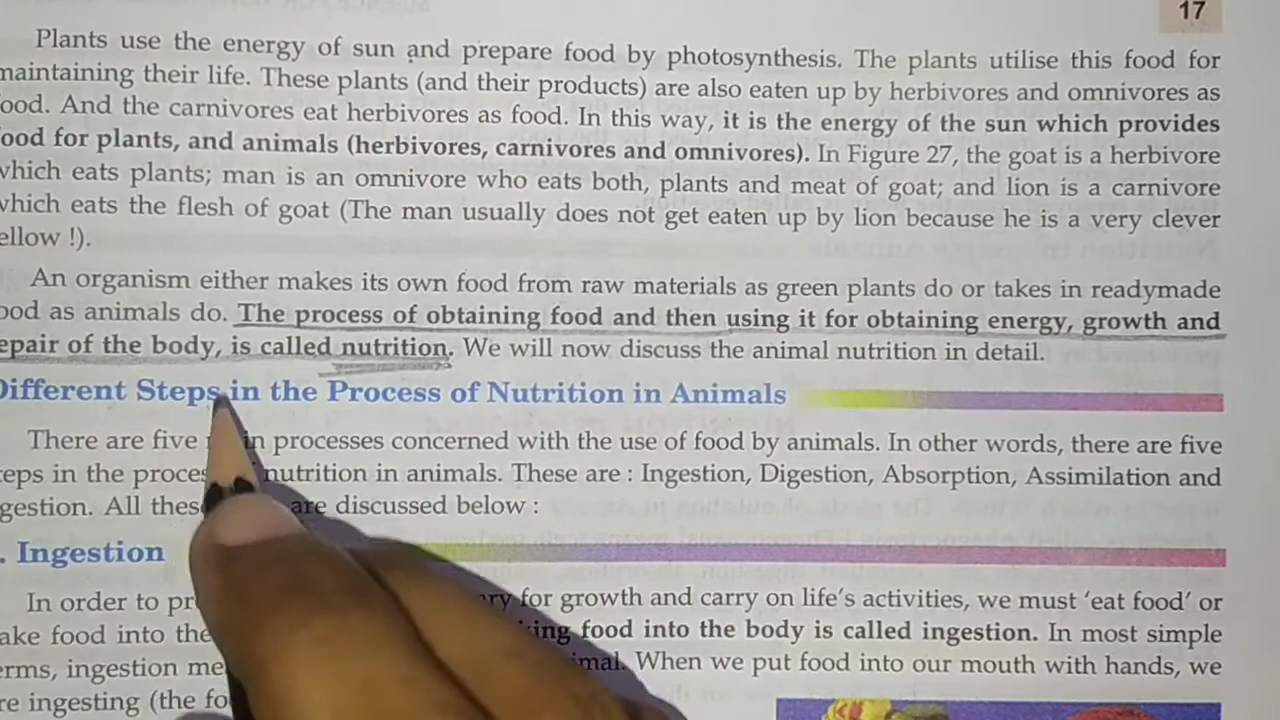 17
Plants use the energy of sun and prepare food by photosynthesis. The plants utilise this food for
maintaining their life. These plants (and their products) are also eaten up by herbivores and omnivores as
ood. And the carnivores eat herbivores as food. In this way, it is the energy of the sun which provides
ood for plants, and animals (herbivores, carnivores and omnivores). In Figure 27, the goat is a herbivore
which eats plants; man is an omnivore who eats both, plants and meat of goat; and lion is a carnivore
which eats the flesh of goat (The man usually does not get eaten up by lion because he is a very clever
ellow !).
An organism either makes its own food from raw materials as green plants do or takes in readymade
ood as animals do. The process of obtaining food and then using it for obtaining energy, growth and
epair of the body, is called nutrition. We will now discuss the animal nutrition in detail.
Different Steps in the Process of Nutrition in Animals
There are five in processes concerned with the use of food by animals. In other words, there are five
teps in the proces nutrition in animals. These are : Ingestion, Digestion, Absorption, Assimilation and
gestion. All thes are discussed below :
. Ingestion
In order to pr ry for growth and carry on life's activities, we must 'eat food' or
ake food into the king food into the body is called ingestion. In most simple
erms, ingestion me imal. When we put food into our mouth with hands, we
re ingesting (the fo